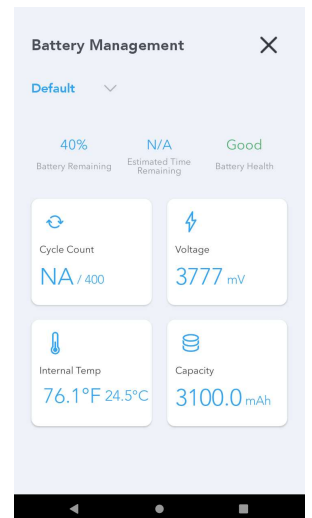 Battery Management
Default
40%
Battery Remaining
N/A
Estimated Time
Remaining
Good
Battery Health
Cycle Count
NA / 400
Voltage
3777 mV
Internal Temp
76.1°F 24.5°C
Capacity
3100.0 mAh